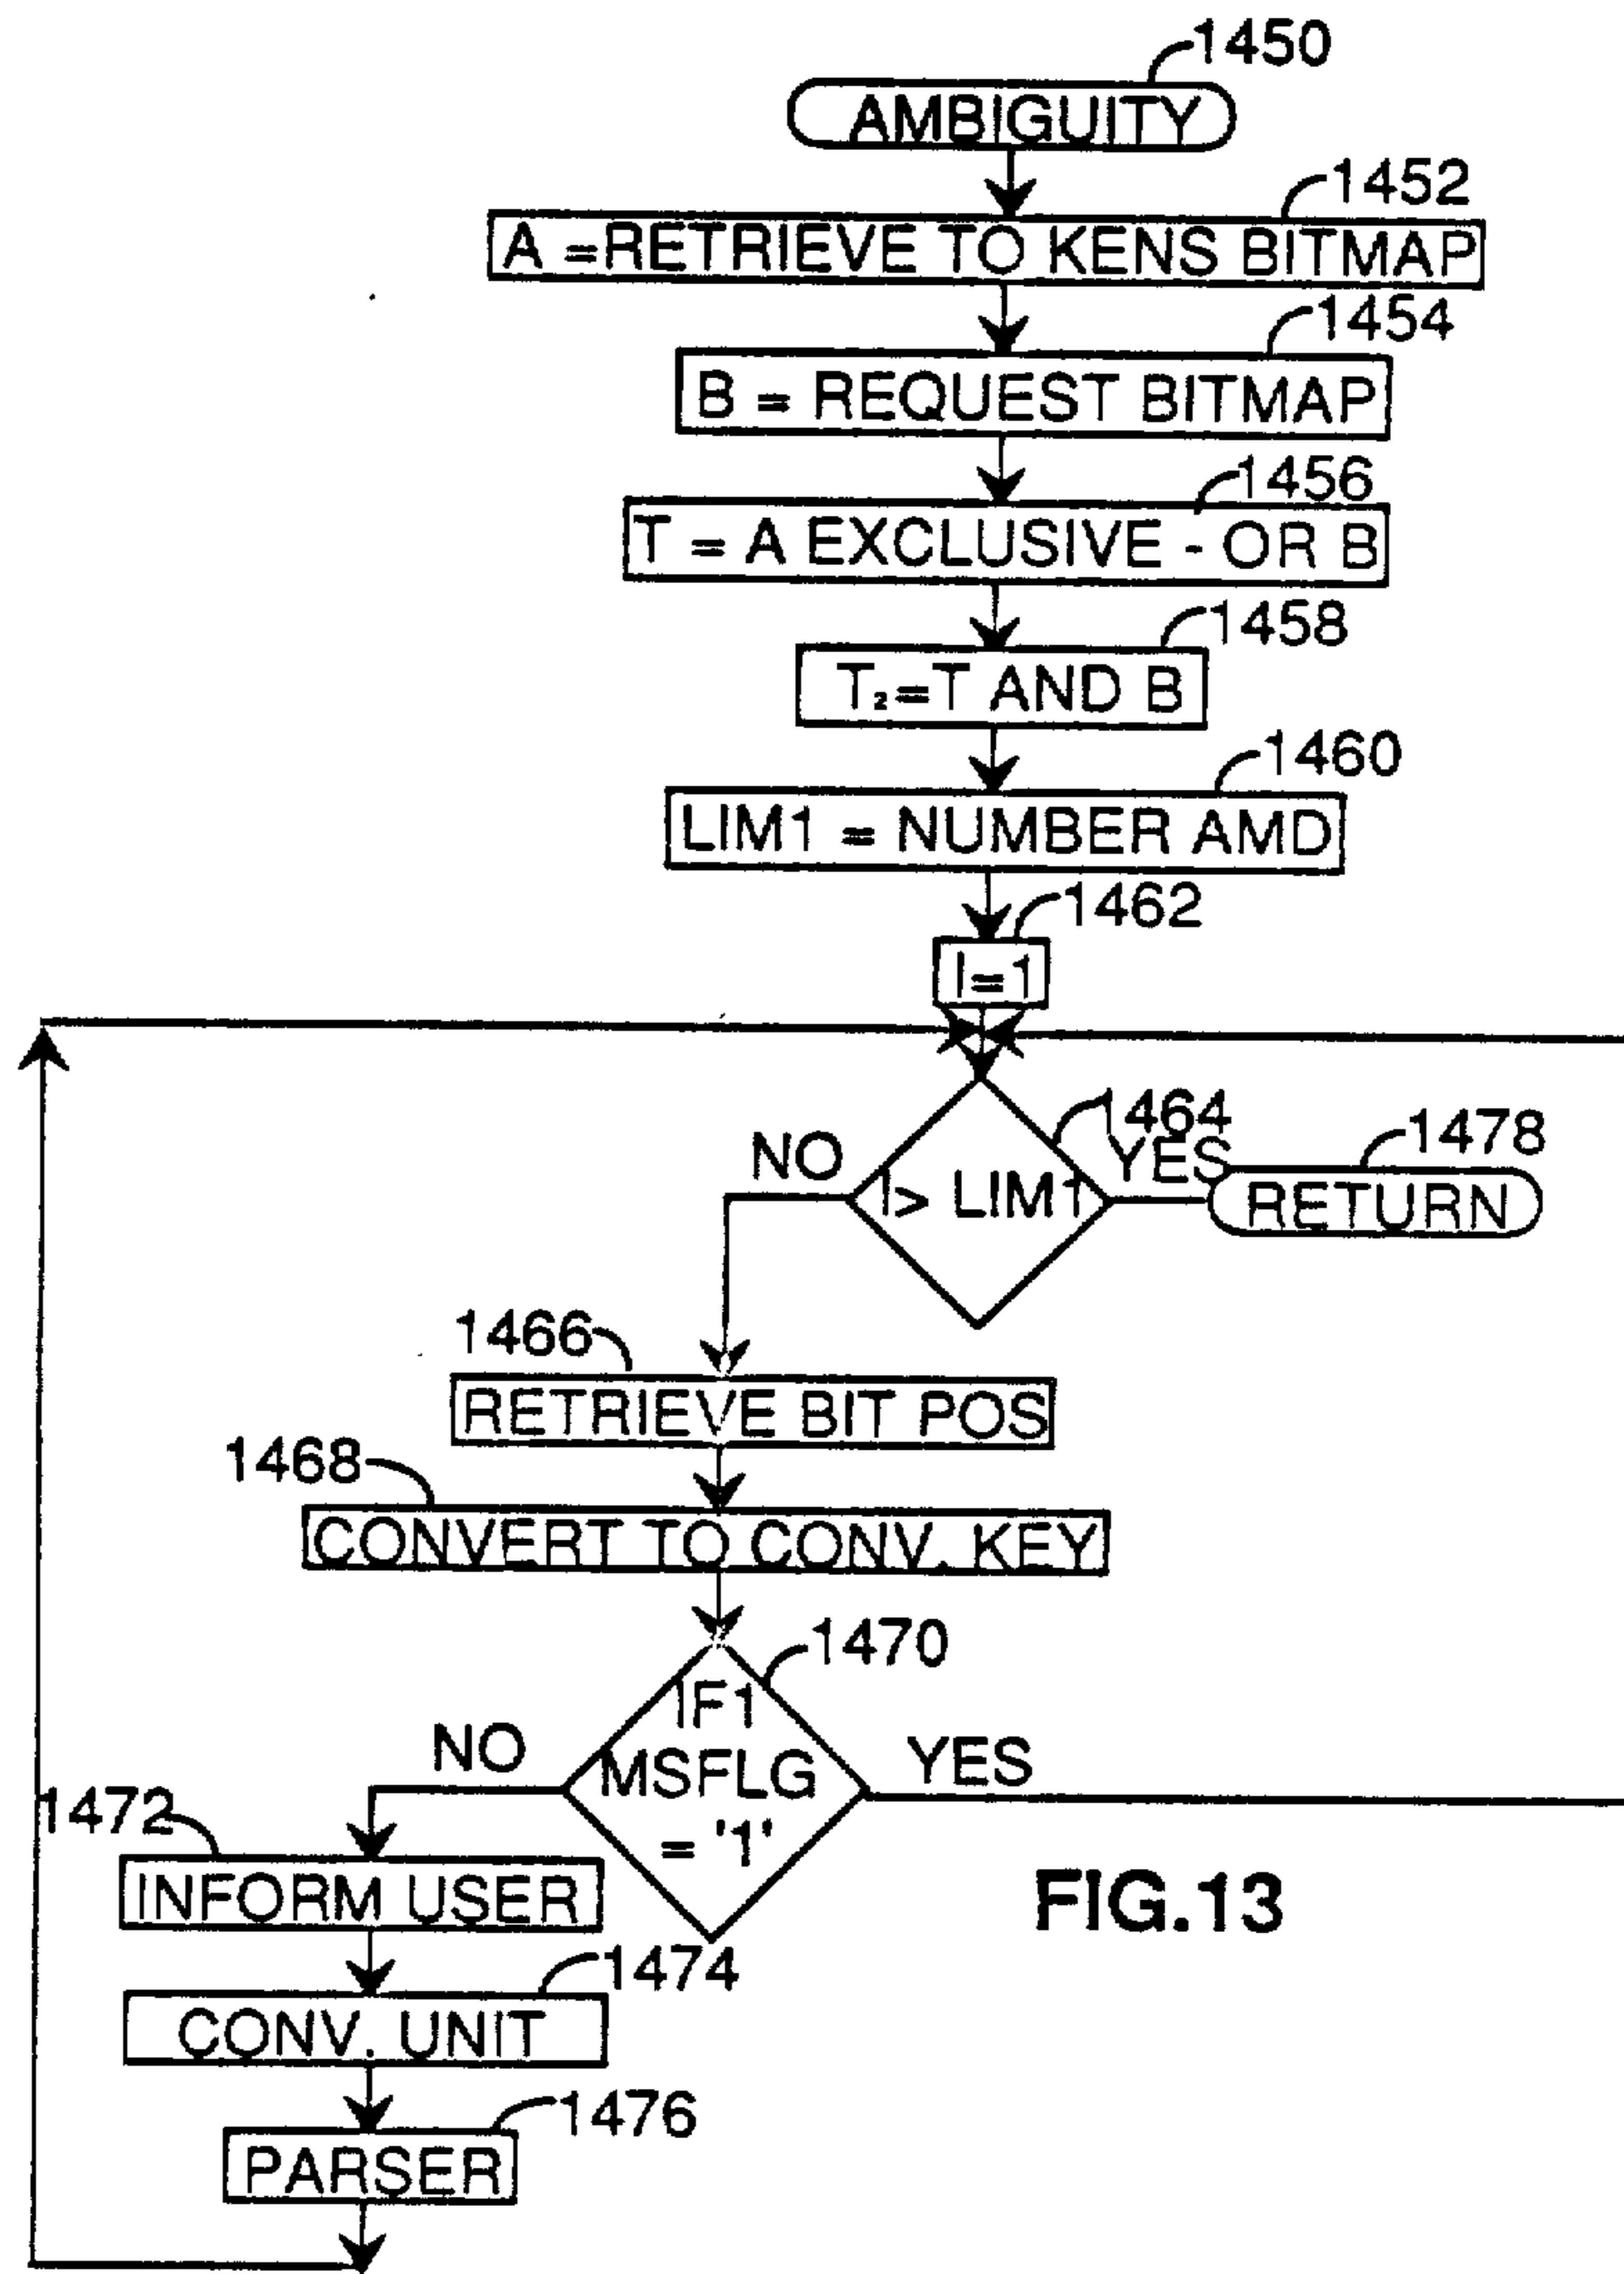 1450
AMBIGUITY
1452
A =RETRIEVE TO KENS BITMAP
1454
B = REQUEST BITMAP
1456
T = A EXCLUSIVE - OR B
1458
T₂=T AND B
1460
LIM1 = NUMBER AMD
1462
I=1
1464
NO
YES
1478
I> LIM1
RETURN
1466
RETRIEVE BIT POS
1468
CONVERT TO CONV. KEY
1470
IF1
MSFLG
= '1'
NO
YES
1472
INFORM USER
FIG.13
1474
CONV. UNIT
1476
PARSER